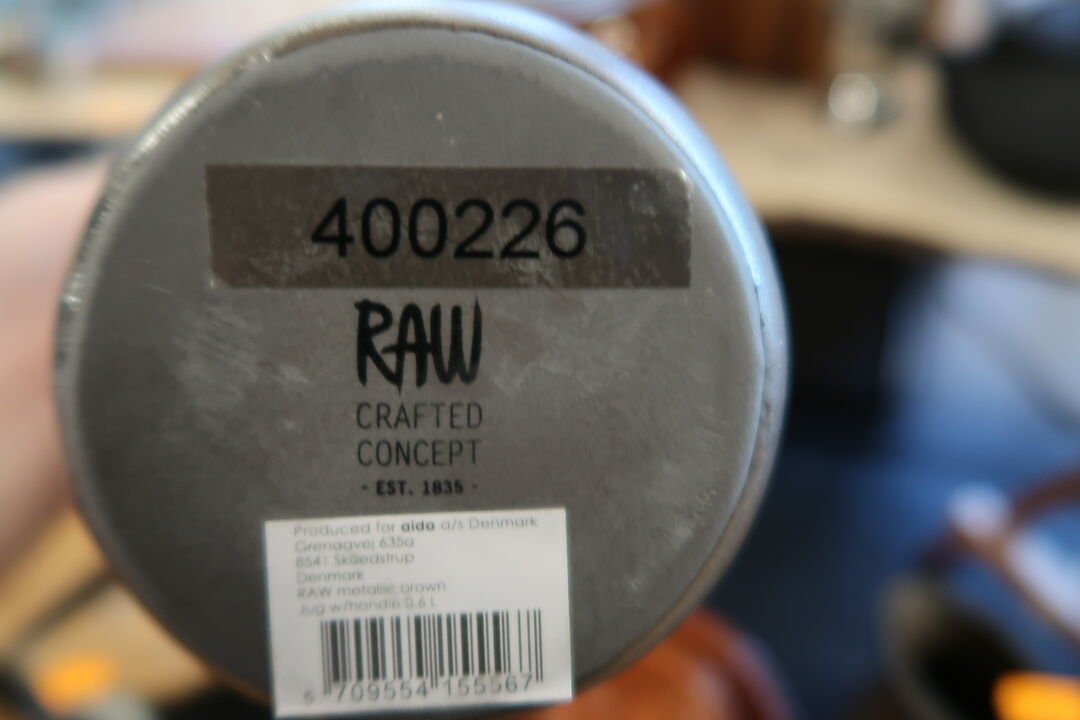 400226
RAW
CRAFTED
CONCEPT
- EST. 1835 -
Produced for aida a/s Denmark
Grenaavej 635a
8541 Skåedstrup
Denmark
RAW metallic brown
Jug w/handle 0.6 L
5 709554 155567